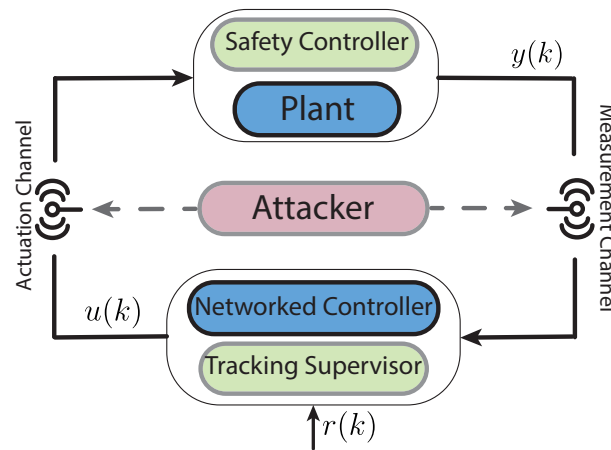 Safety Controller
y(k)
Plant
Actuation Channel
Attacker
Measurement Channel
u(k)
Networked Controller
Tracking Supervisor
r(k)